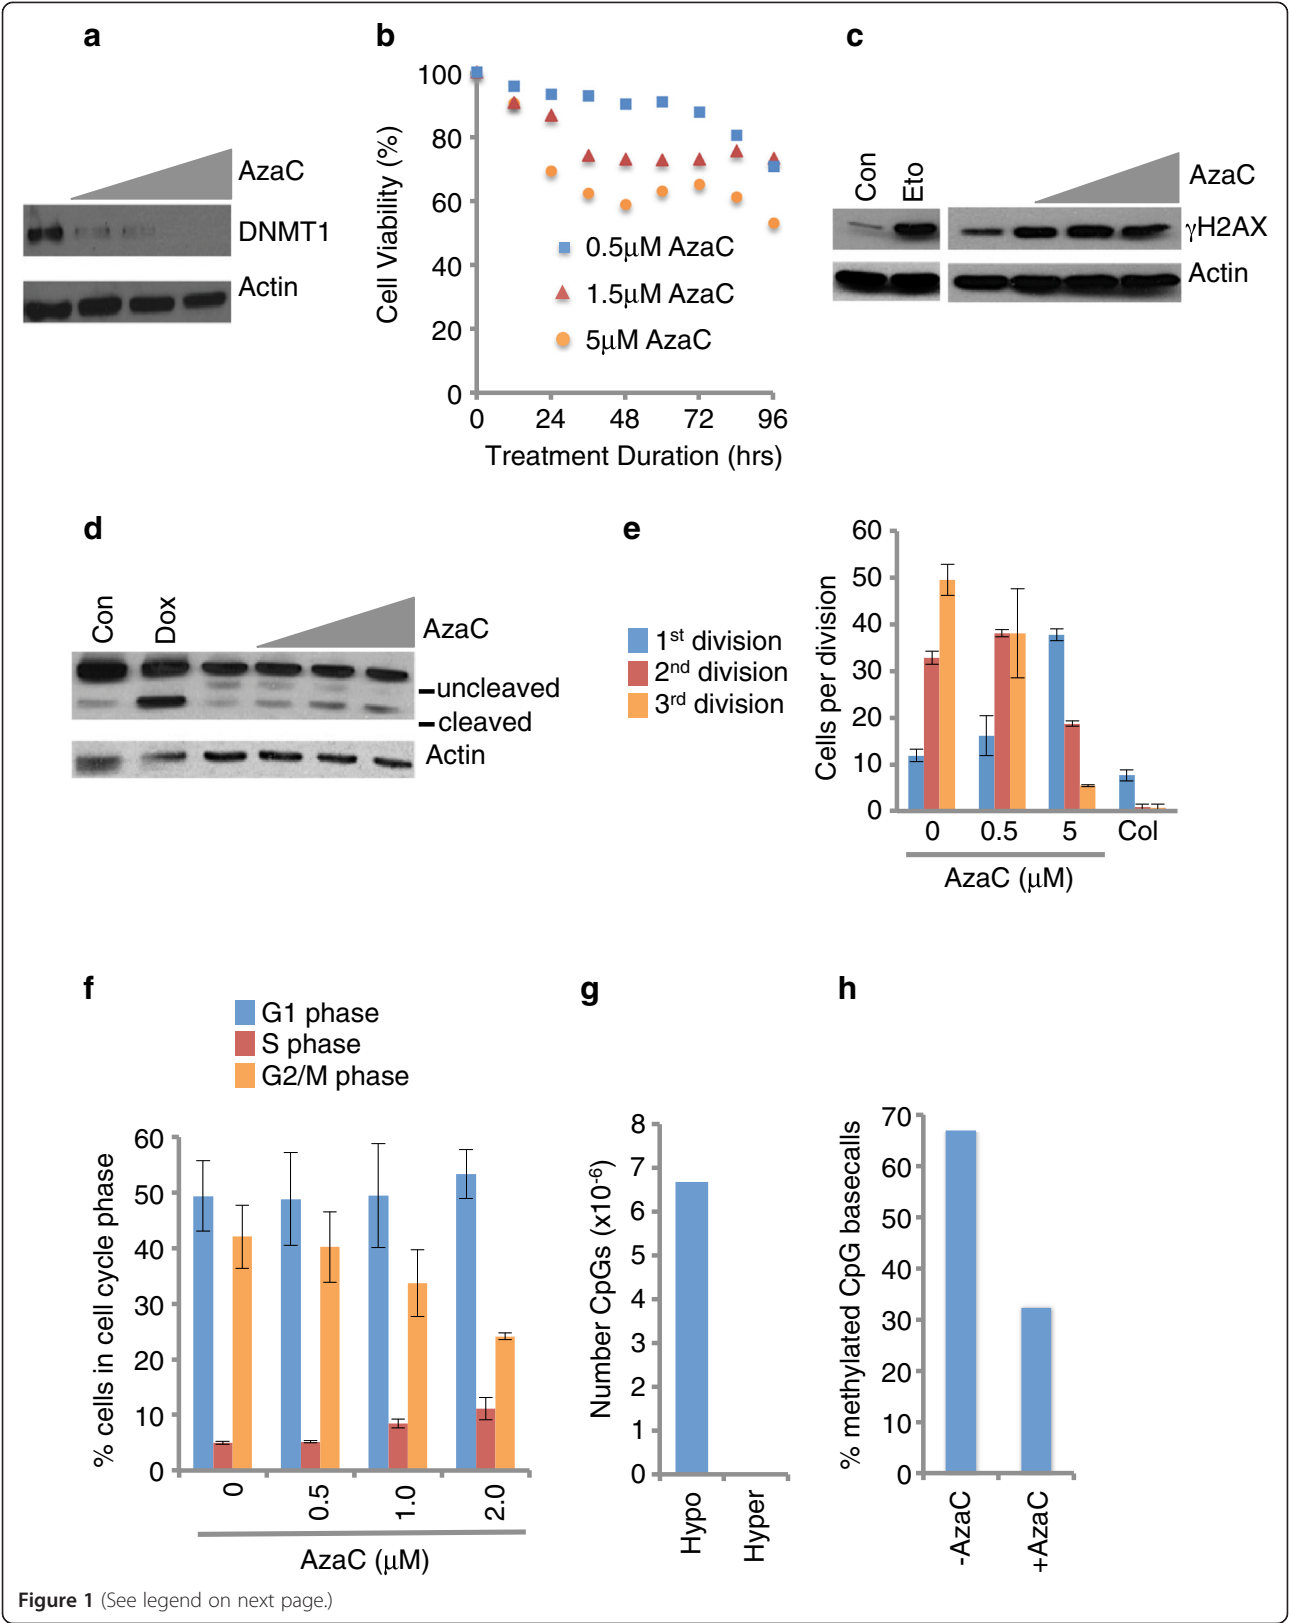 a
AzaC
DNMT1
Actin
b
Cell Viability (%)
100
80
60
40
20
0
0.5μM AzaC
1.5μM AzaC
5μM AzaC
0 24 48 72 96
Treatment Duration (hrs)
c
Con
Eto
AzaC
γH2AX
Actin
d
Con
Dox
AzaC
uncleaved
cleaved
Actin
e
1st division
2nd division
3rd division
Cells per division
60
50
40
30
20
10
0
0 0.5 5 Col
AzaC (μM)
f
G1 phase
S phase
G2/M phase
% cells in cell cycle phase
60
50
40
30
20
10
0
0 0.5 1.0 2.0
AzaC (μM)
g
Number CpGs (x10-6)
8
7
6
5
4
3
2
1
0
Hypo
Hyper
h
% methylated CpG basecalls
70
60
50
40
30
20
10
0
-AzaC
+AzaC
Figure 1 (See legend on next page.)